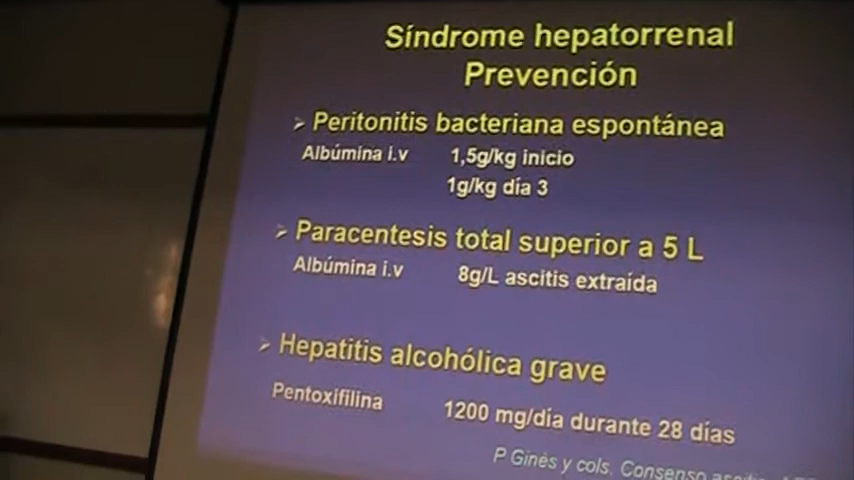 Síndrome hepatorrenal
Prevención
➢ Peritonitis bacteriana espontánea
Albúmina i.v 1,5g/kg inicio
1g/kg día 3
➢ Paracentesis total superior a 5 L
Albúmina i.v 8g/L ascitis extraída
➢ Hepatitis alcohólica grave
Pentoxifilina 1200 mg/día durante 28 días
P Ginès y cols. Consenso